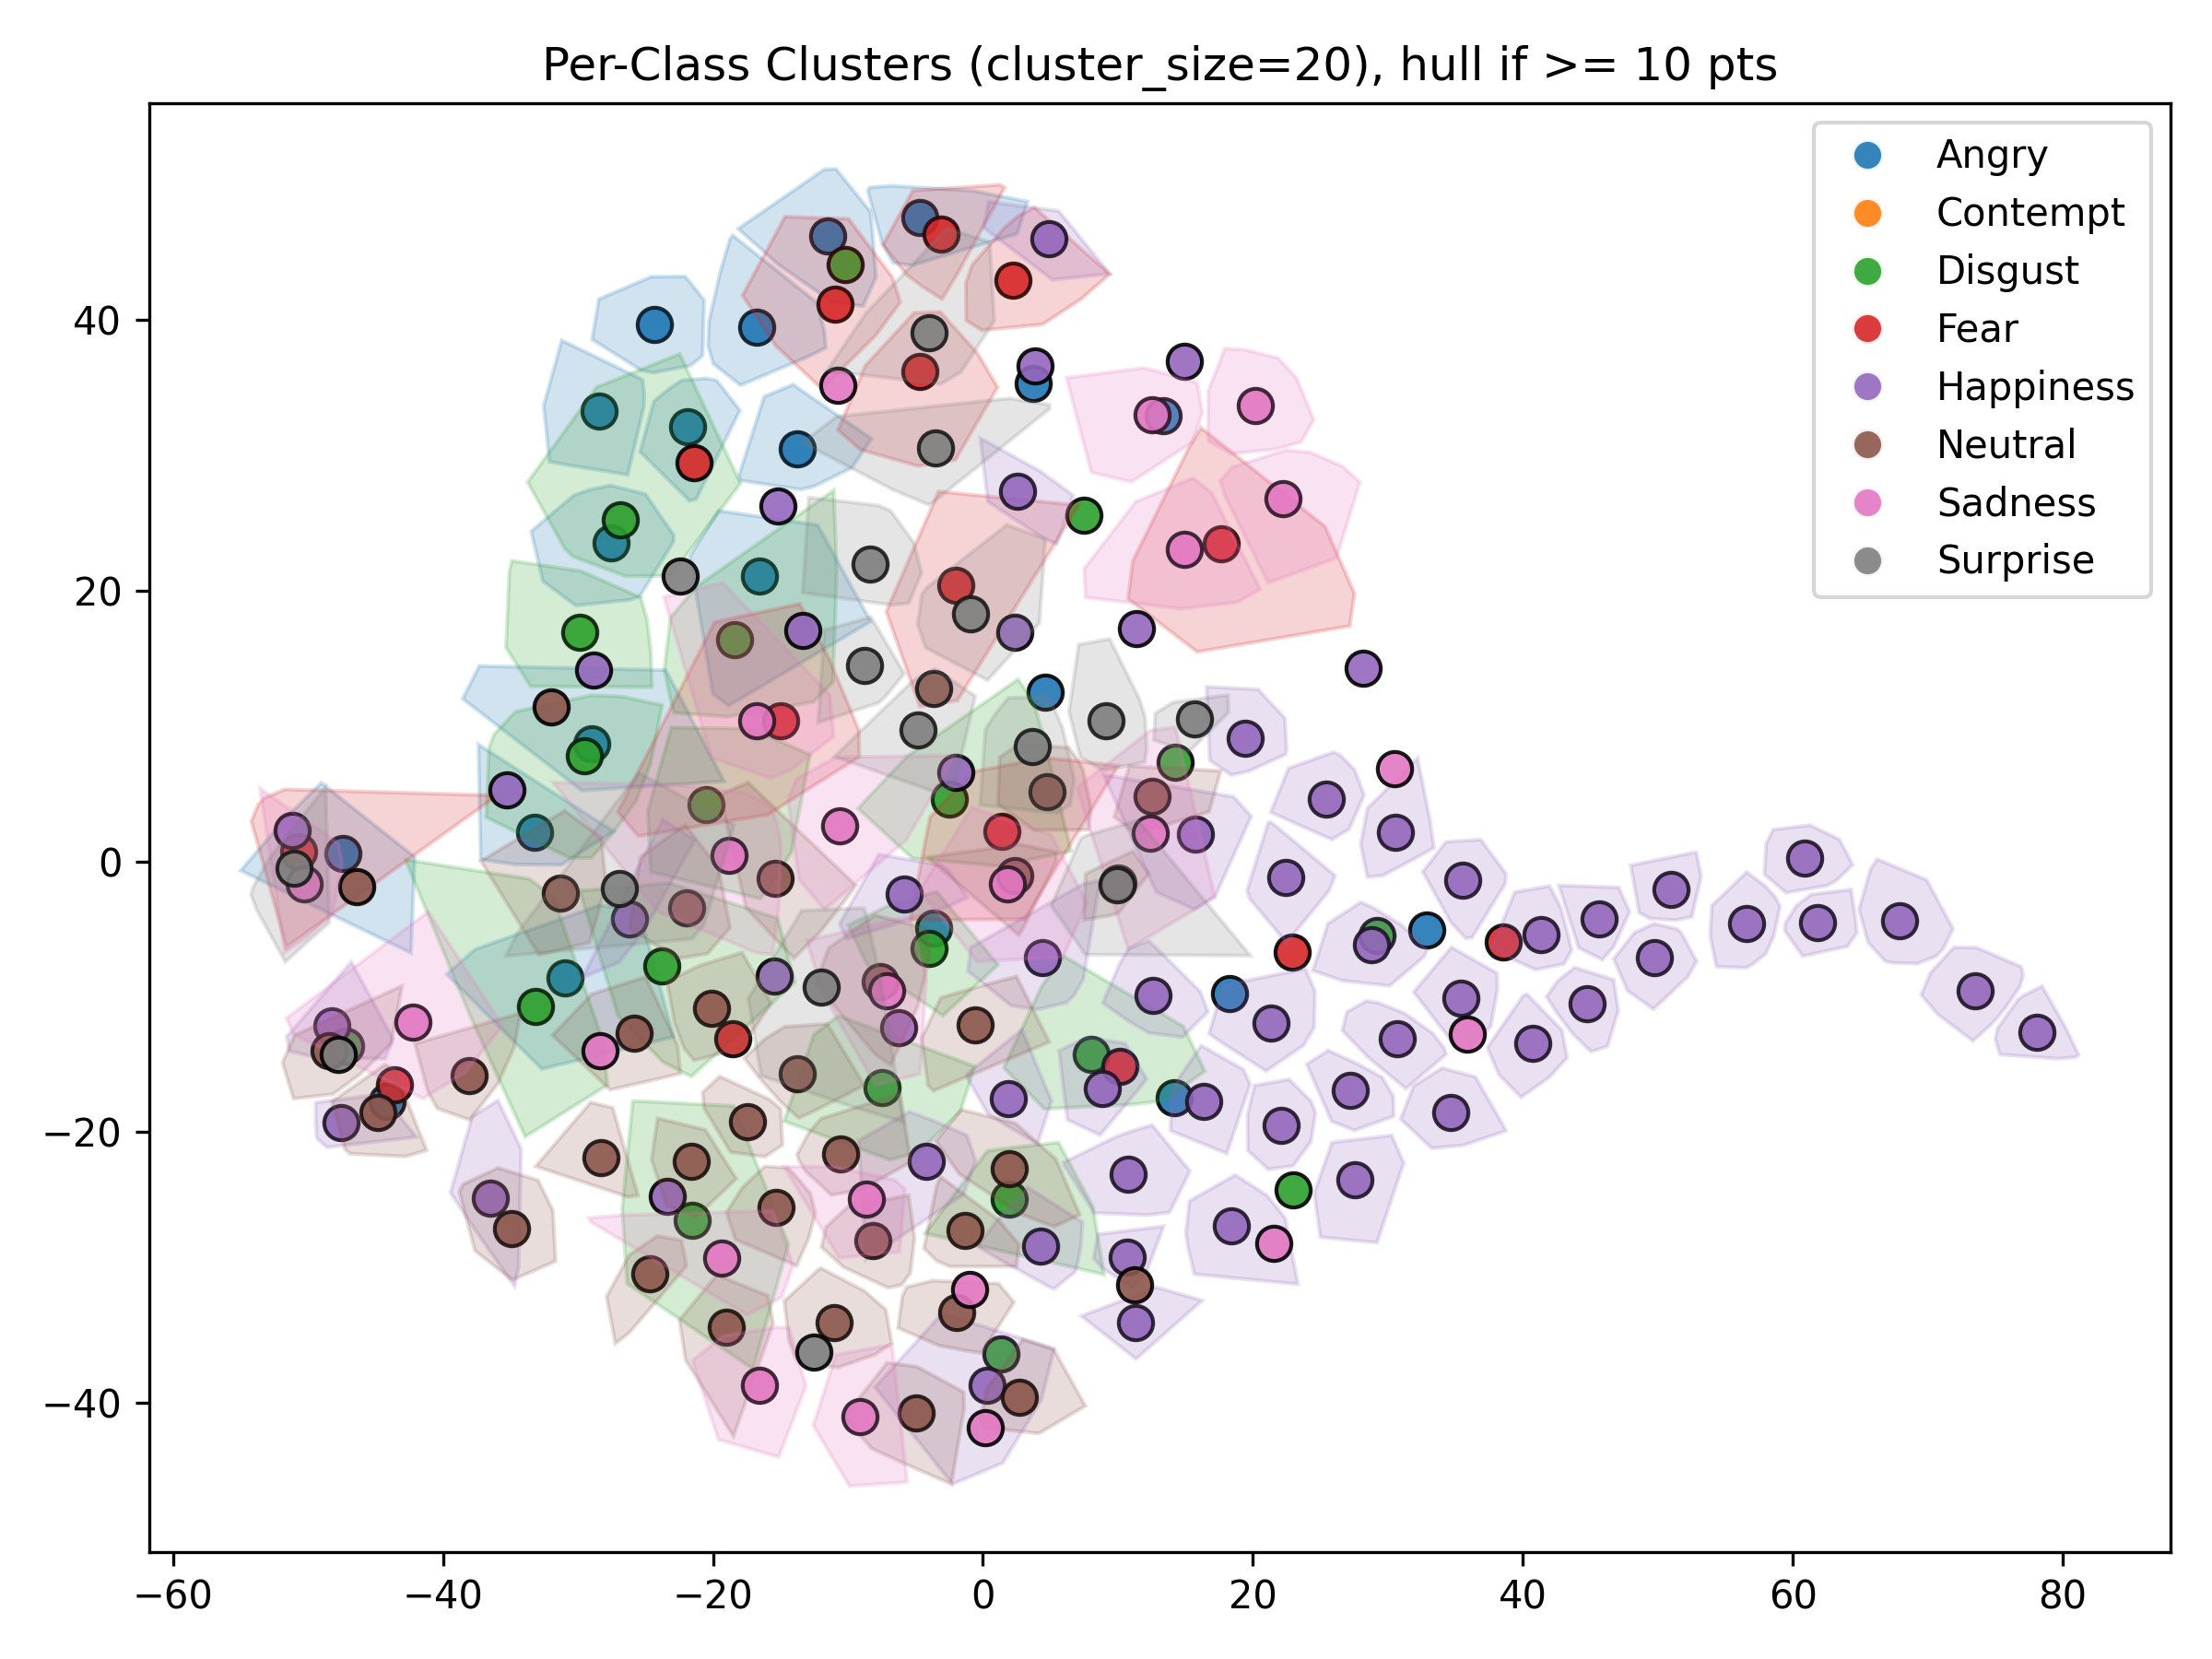 Per-Class Clusters (cluster_size=20), hull if >= 10 pts
Angry
Contempt
Disgust
Fear
Happiness
Neutral
Sadness
Surprise
40
20
0
−20
−40
−60 −40 −20 0 20 40 60 80